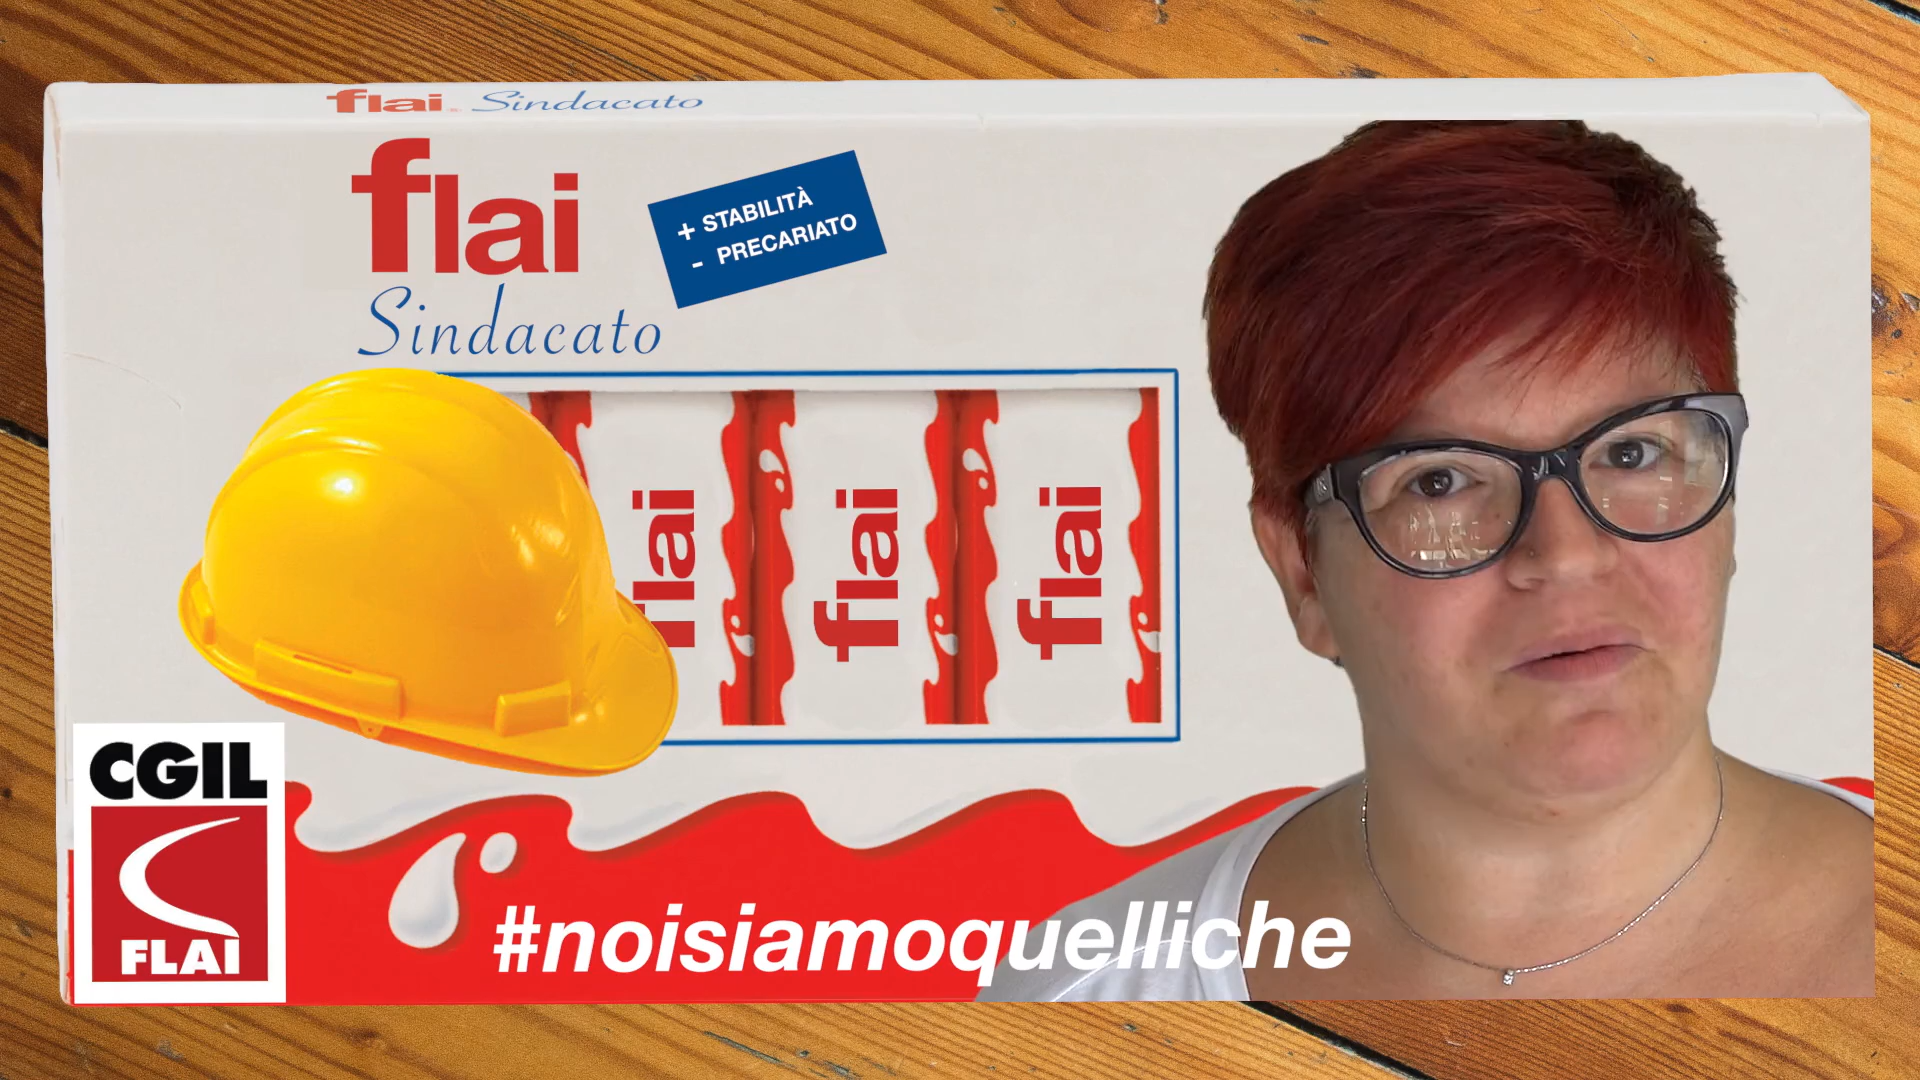 flai Sindacato
flai
Sindacato
+ STABILITÀ
- PRECARIATO
flai
flai
flai
CGIL
FLAI
#noisiamoquelliche